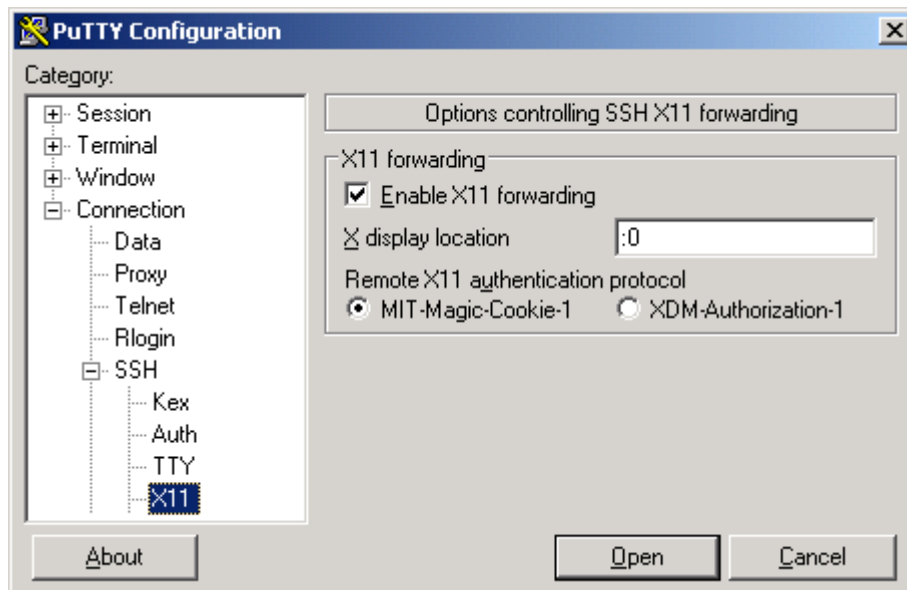 PuTTY Configuration
Category:
Session
Terminal
Window
Connection
Data
Proxy
Telnet
Rlogin
SSH
Kex
Auth
TTY
X11
Options controlling SSH X11 forwarding
X11 forwarding
Enable X11 forwarding
X display location :0
Remote X11 authentication protocol
MIT-Magic-Cookie-1 XDM-Authorization-1
About Open Cancel